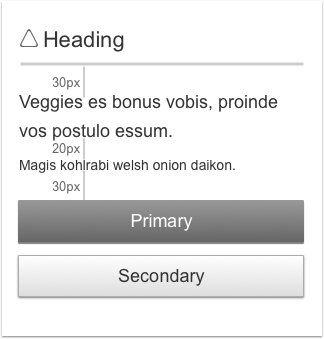 Heading
30px
Veggies es bonus vobis, proinde
vos postulo essum.
20px
Magis kohlrabi welsh onion daikon.
30px
Primary
Secondary